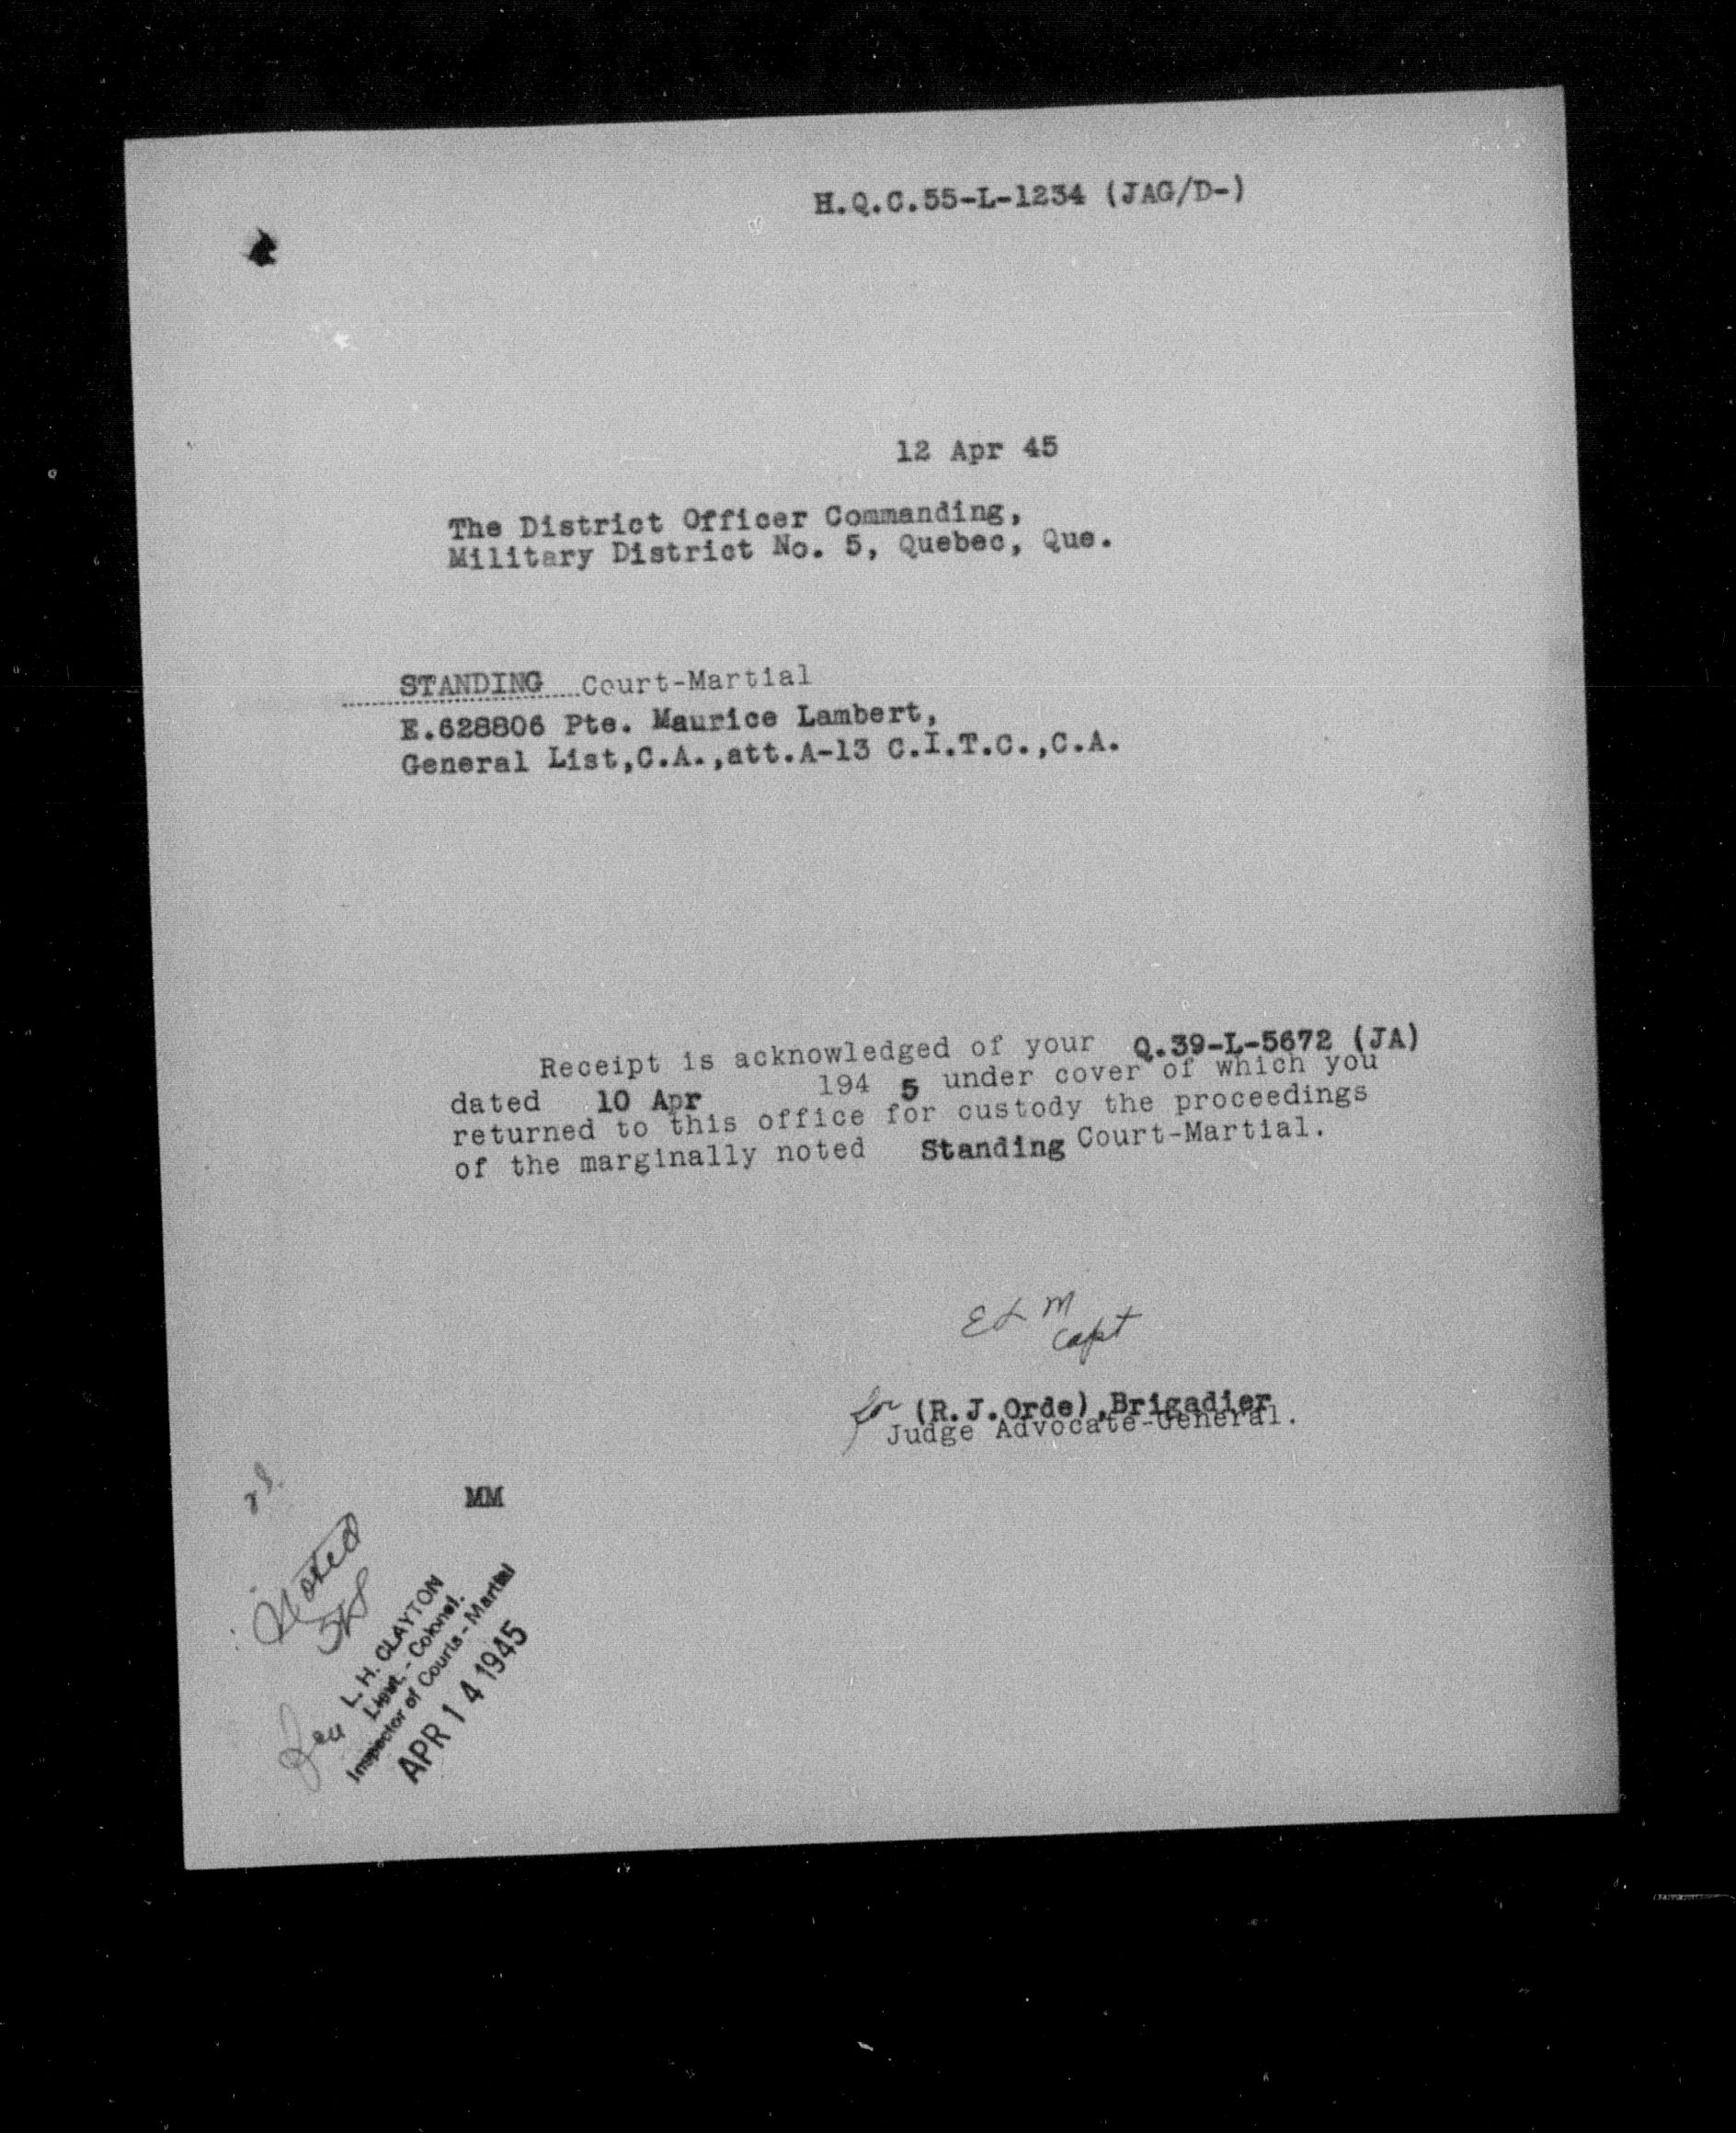 H.Q.C.55-L-1234 (JAG/D-)
12 Apr 45
The District Officer Commanding,
Military District No. 5, Quebec, Que.
STANDING Court-Martial
E.628806 Pte. Maurice Lambert,
General List,C.A.,att.A-13 C.I.T.C.,C.A.
Receipt is acknowledged of your Q.39-L-5672 (JA)
dated 10 Apr 194 5 under cover of which you
returned to this office for custody the proceedings
of the marginally noted Standing Court-Martial.
E L M
Capt
for (R.J.Orde),Brigadier
Judge Advocate-General.
MM
Noted
L. H. CLAYTON
Lieut. - Colonel.
Inspector of Courts - Martial
APR 14 1945